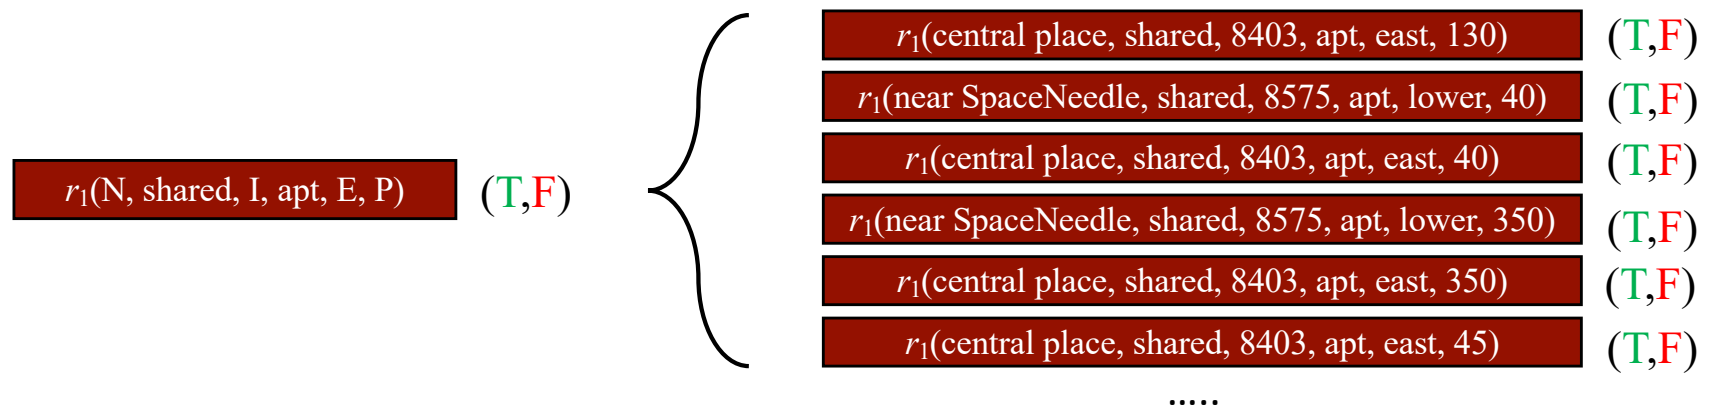 r₁(N, shared, I, apt, E, P) (T,F)
r₁(central place, shared, 8403, apt, east, 130) (T,F)
r₁(near SpaceNeedle, shared, 8575, apt, lower, 40) (T,F)
r₁(central place, shared, 8403, apt, east, 40) (T,F)
r₁(near SpaceNeedle, shared, 8575, apt, lower, 350) (T,F)
r₁(central place, shared, 8403, apt, east, 350) (T,F)
r₁(central place, shared, 8403, apt, east, 45) (T,F)
.....